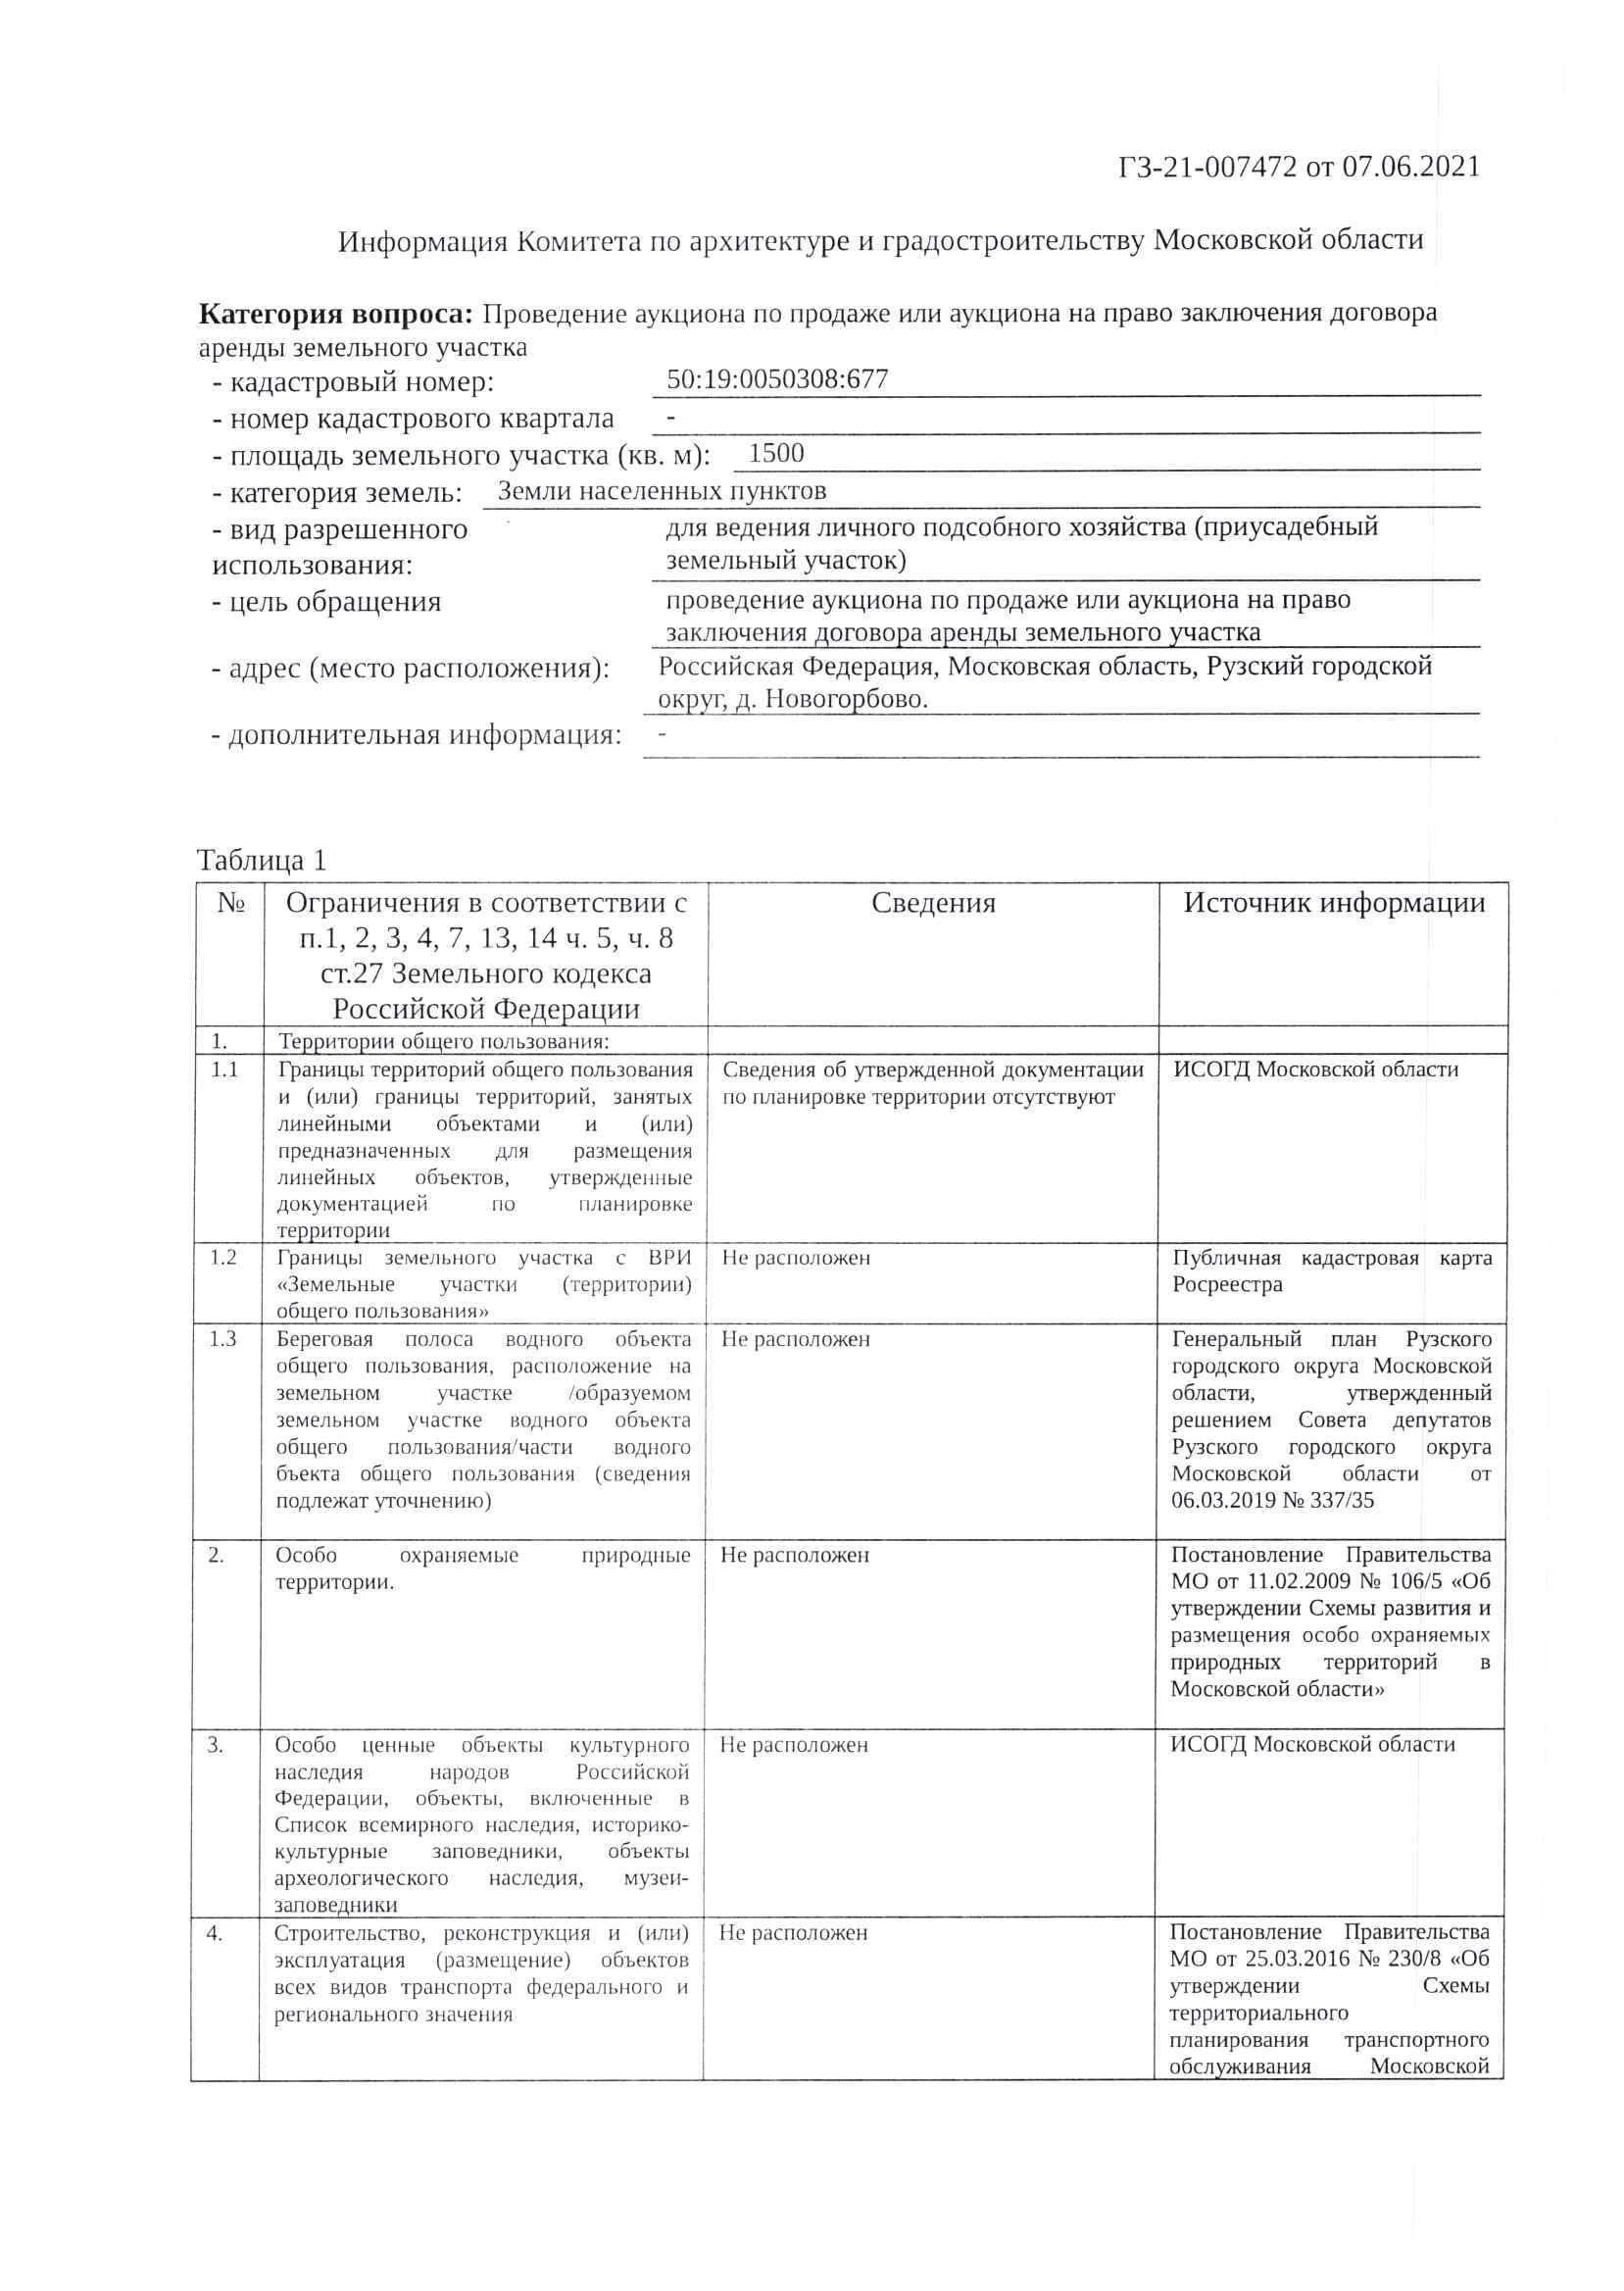 ГЗ-21-007472 от 07.06.2021
Информация Комитета по архитектуре и градостроительству Московской области
Категория вопроса: Проведение аукциона по продаже или аукциона на право заключения договора
аренды земельного участка
- кадастровый номер: 50:19:0050308:677
- номер кадастрового квартала -
- площадь земельного участка (кв. м): 1500
- категория земель: Земли населенных пунктов
- вид разрешенного
использования:
для ведения личного подсобного хозяйства (приусадебный
земельный участок)
- цель обращения
проведение аукциона по продаже или аукциона на право
заключения договора аренды земельного участка
- адрес (место расположения):
Российская Федерация, Московская область, Рузский городской
округ, д. Новогорбово.
- дополнительная информация: -
Таблица 1
№
Ограничения в соответствии с
п.1, 2, 3, 4, 7, 13, 14 ч. 5, ч. 8
ст.27 Земельного кодекса
Российской Федерации
Сведения
Источник информации
1.
Территории общего пользования:
1.1
Границы территорий общего пользования
и (или) границы территорий, занятых
линейными объектами и (или)
предназначенных для размещения
линейных объектов, утвержденные
документацией по планировке
территории
Сведения об утвержденной документации
по планировке территории отсутствуют
ИСОГД Московской области
1.2
Границы земельного участка с ВРИ
«Земельные участки (территории)
общего пользования»
Не расположен
Публичная кадастровая карта
Росреестра
1.3
Береговая полоса водного объекта
общего пользования, расположение на
земельном участке /образуемом
земельном участке водного объекта
общего пользования/части водного
бъекта общего пользования (сведения
подлежат уточнению)
Не расположен
Генеральный план Рузского
городского округа Московской
области, утвержденный
решением Совета депутатов
Рузского городского округа
Московской области от
06.03.2019 № 337/35
2.
Особо охраняемые природные
территории.
Не расположен
Постановление Правительства
МО от 11.02.2009 № 106/5 «Об
утверждении Схемы развития и
размещения особо охраняемых
природных территорий в
Московской области»
3.
Особо ценные объекты культурного
наследия народов Российской
Федерации, объекты, включенные в
Список всемирного наследия, историко-
культурные заповедники, объекты
археологического наследия, музеи-
заповедники
Не расположен
ИСОГД Московской области
4.
Строительство, реконструкция и (или)
эксплуатация (размещение) объектов
всех видов транспорта федерального и
регионального значения
Не расположен
Постановление Правительства
МО от 25.03.2016 № 230/8 «Об
утверждении Схемы
территориального
планирования транспортного
обслуживания Московской